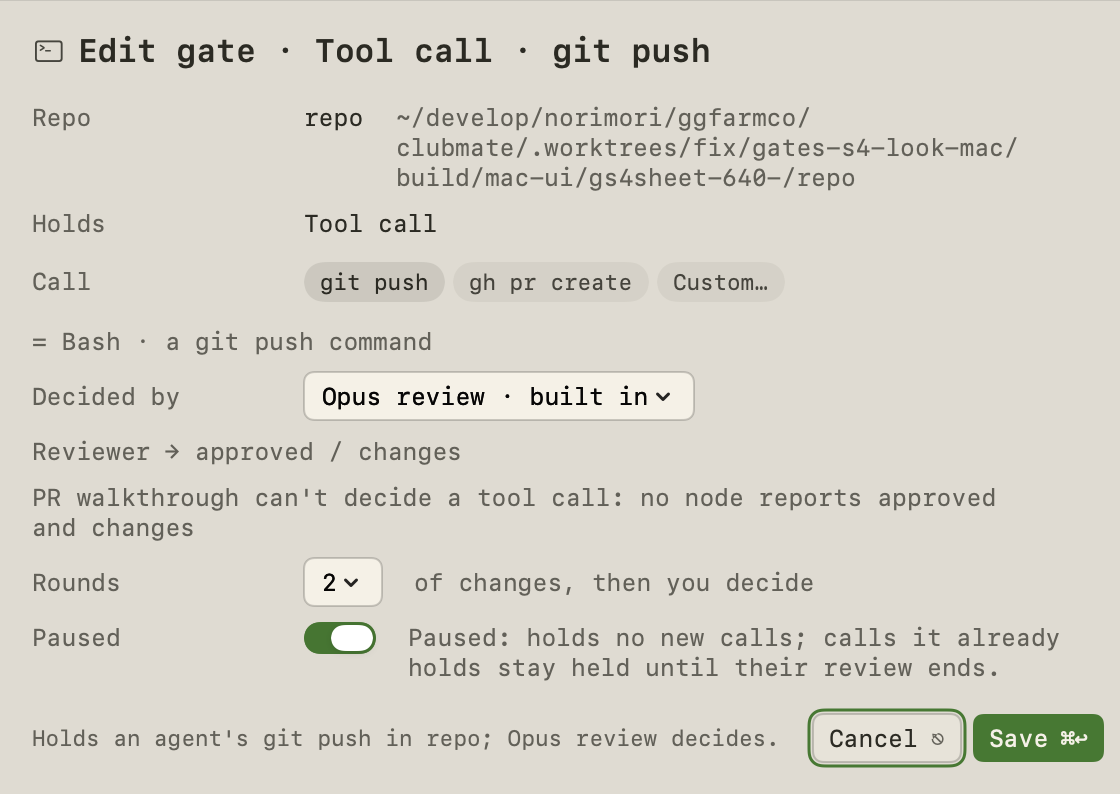 Edit gate · Tool call · git push
Repo repo ~/develop/norimori/ggfarmco/
clubmate/.worktrees/fix/gates-s4-look-mac/
build/mac-ui/gs4sheet-640-/repo
Holds Tool call
Call git push gh pr create Custom…
= Bash · a git push command
Decided by Opus review · built in
Reviewer → approved / changes
PR walkthrough can't decide a tool call: no node reports approved
and changes
Rounds 2 of changes, then you decide
Paused Paused: holds no new calls; calls it already
holds stay held until their review ends.
Holds an agent's git push in repo; Opus review decides. Cancel ⎋ Save ⌘↩